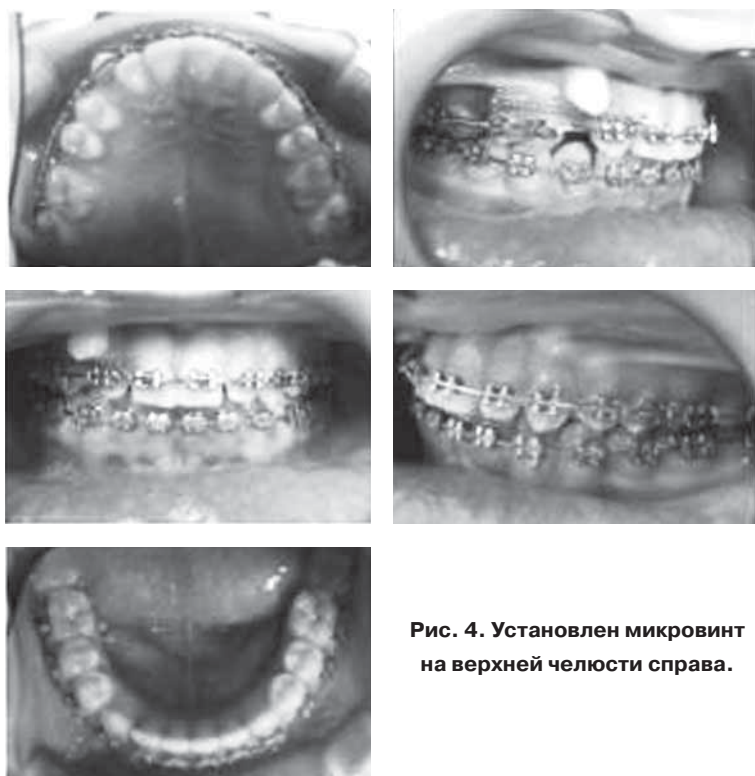 Рис. 4. Установлен микровинт
на верхней челюсти справа.